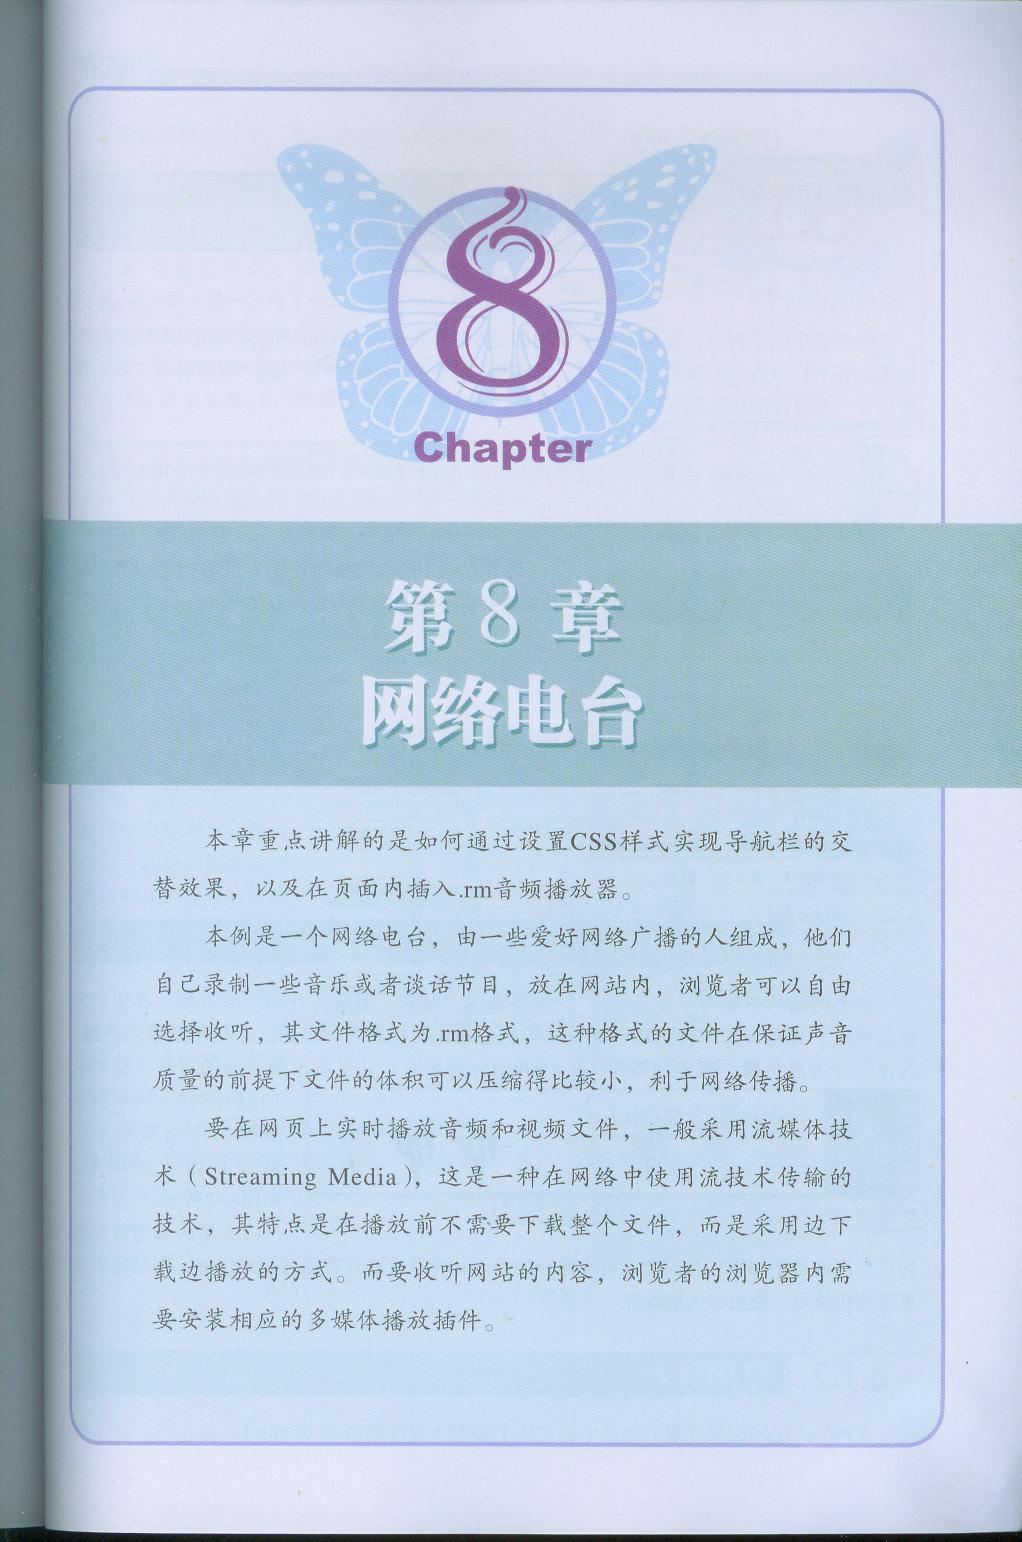 8
Chapter
第8章
网络电台
本章重点讲解的是如何通过设置CSS样式实现导航栏的交
替效果，以及在页面内插入.rm音频播放器。
本例是一个网络电台，由一些爱好网络广播的人组成，他们
自己录制一些音乐或者谈话节目，放在网站内，浏览者可以自由
选择收听，其文件格式为.rm格式，这种格式的文件在保证声音
质量的前提下文件的体积可以压缩得比较小，利于网络传播。
要在网页上实时播放音频和视频文件，一般采用流媒体技
术（Streaming Media），这是一种在网络中使用流技术传输的
技术，其特点是在播放前不需要下载整个文件，而是采用边下
载边播放的方式。而要收听网站的内容，浏览者的浏览器内需
要安装相应的多媒体播放插件。